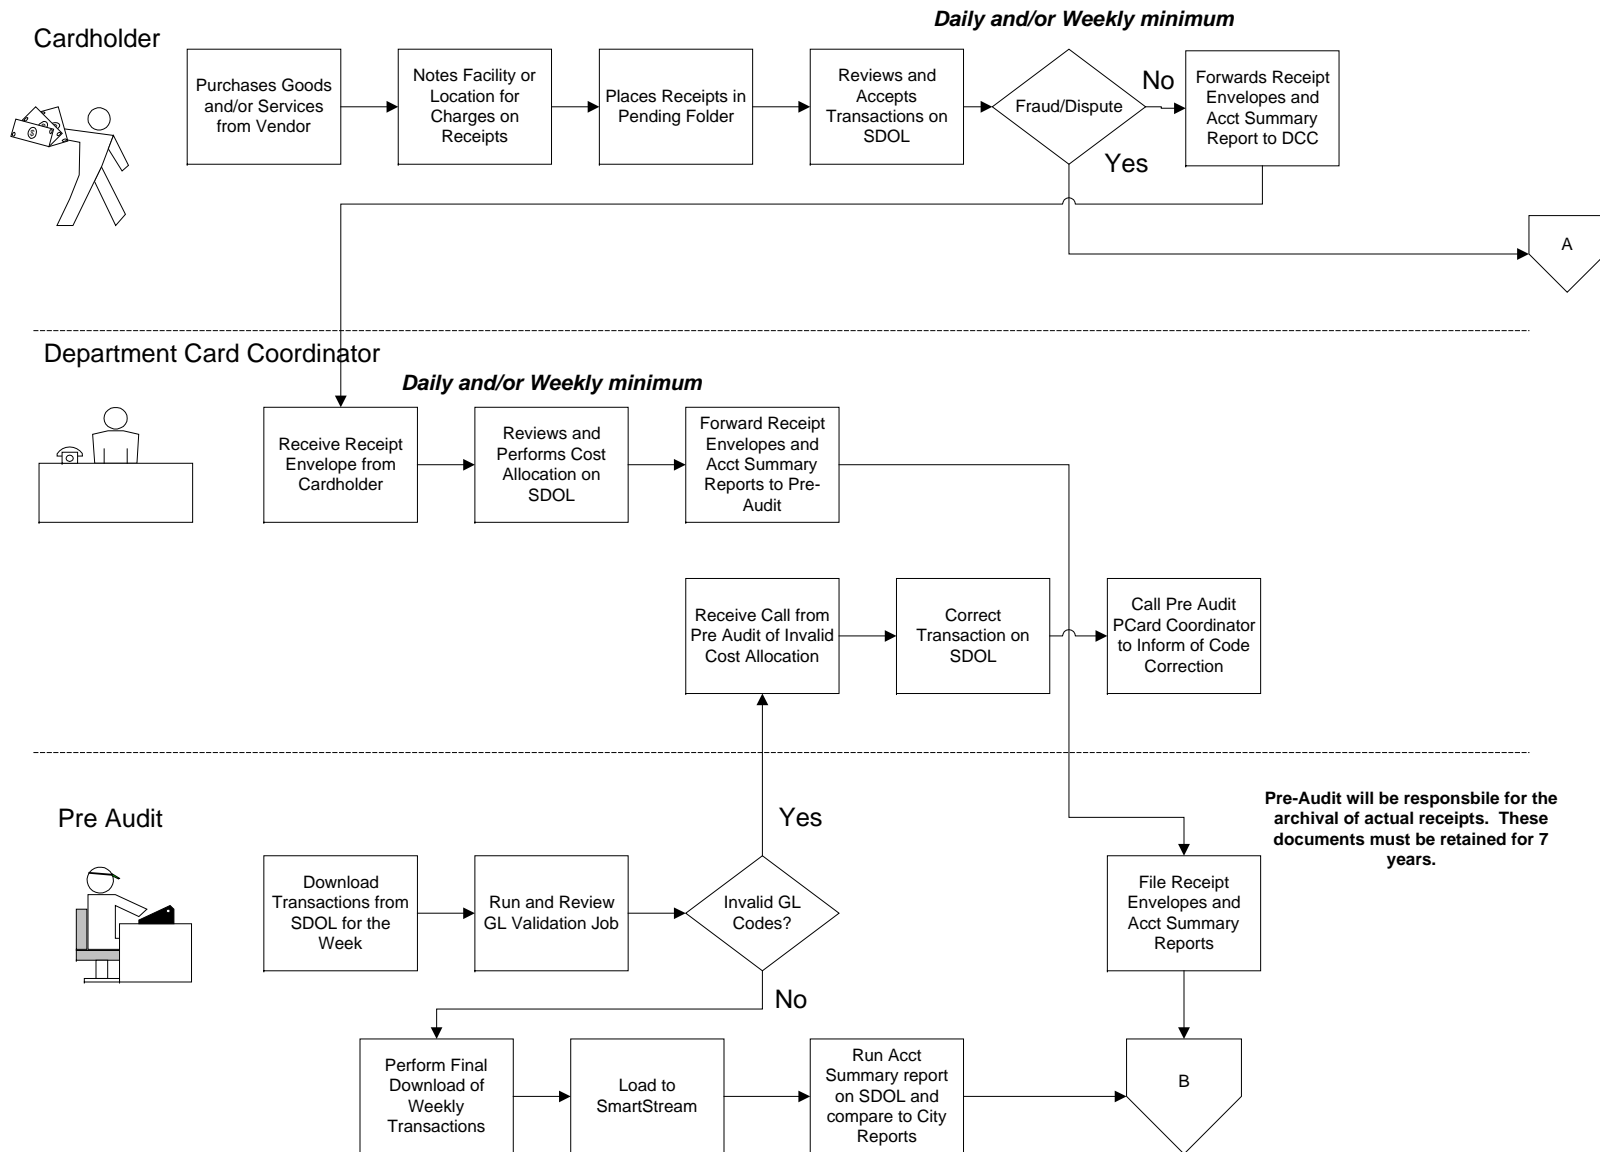 Daily and/or Weekly minimum
Cardholder
Purchases Goods
and/or Services
from Vendor
Notes Facility or
Location for
Charges on
Receipts
Places Receipts in
Pending Folder
Reviews and
Accepts
Transactions on
SDOL
Fraud/Dispute
No
Yes
Forwards Receipt
Envelopes and
Acct Summary
Report to DCC
A
Department Card Coordinator
Daily and/or Weekly minimum
Receive Receipt
Envelope from
Cardholder
Reviews and
Performs Cost
Allocation on
SDOL
Forward Receipt
Envelopes and
Acct Summary
Reports to Pre-
Audit
Receive Call from
Pre Audit of Invalid
Cost Allocation
Correct
Transaction on
SDOL
Call Pre Audit
PCard Coordinator
to Inform of Code
Correction
Pre Audit
Yes
Pre-Audit will be responsbile for the
archival of actual receipts. These
documents must be retained for 7
years.
Download
Transactions from
SDOL for the
Week
Run and Review
GL Validation Job
Invalid GL
Codes?
File Receipt
Envelopes and
Acct Summary
Reports
No
Perform Final
Download of
Weekly
Transactions
Load to
SmartStream
Run Acct
Summary report
on SDOL and
compare to City
Reports
B